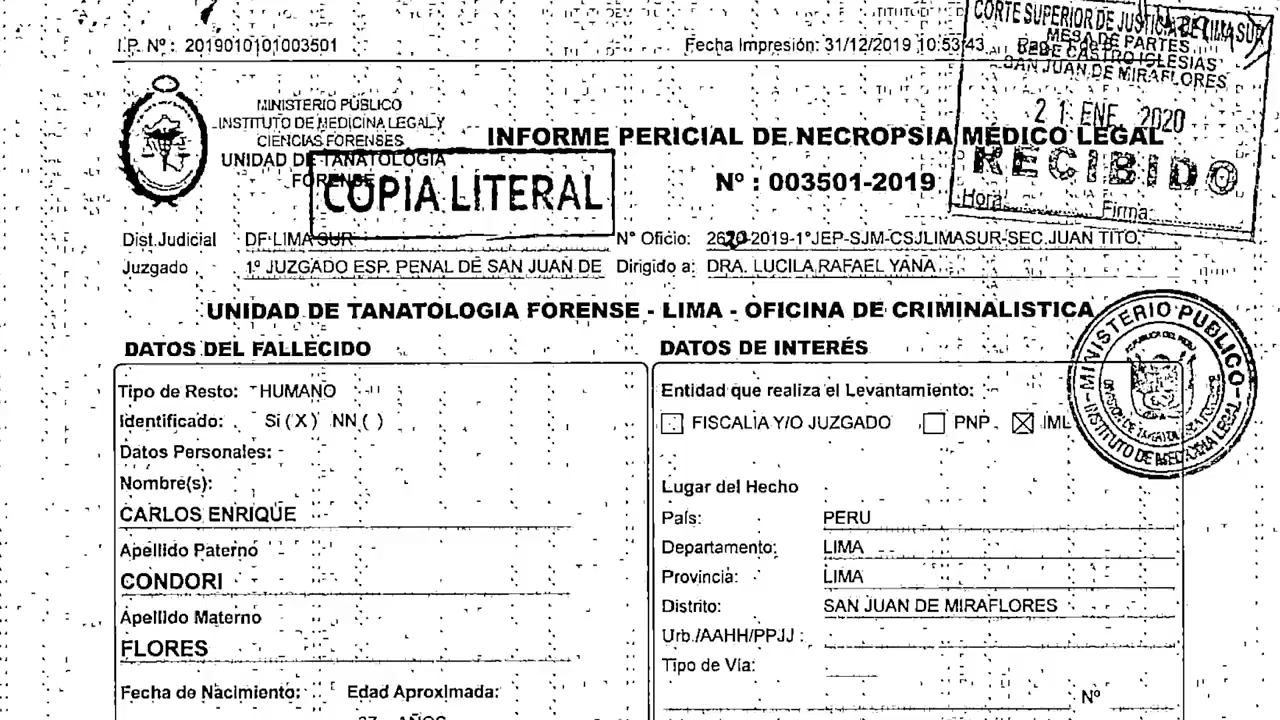 I.P. Nº : 2019010101003501
Fecha Impresión: 31/12/2019 10:53:43
CORTE SUPERIOR DE JUSTICIA DE LIMA SUR
MESA DE PARTES
SEDE CASTRO IGLESIAS
SAN JUAN DE MIRAFLORES
21 ENE. 2020
RECIBIDO
Hora
Firma
MINISTERIO PÚBLICO
INSTITUTO DE MEDICINA LEGAL Y
CIENCIAS FORENSES
UNIDAD DE TANATOLOGIA
FORENSE
COPIA LITERAL
INFORME PERICIAL DE NECROPSIA MÉDICO LEGAL
Nº : 003501-2019
Dist.Judicial DF LIMA SUR
Nº Oficio: 2620-2019-1°JEP-SJM-CSJLIMASUR-SEC.JUAN TITO.
Juzgado 1º JUZGADO ESP. PENAL DE SAN JUAN DE
Dirigido a: DRA. LUCILA RAFAEL YANA
UNIDAD DE TANATOLOGIA FORENSE - LIMA - OFICINA DE CRIMINALISTICA
MINISTERIO PUBLICO
INSTITUTO DE MEDICINA LEGAL
DATOS DEL FALLECIDO
Tipo de Resto: HUMANO
Identificado: Si ( X ) NN ( )
Datos Personales:
Nombre(s):
CARLOS ENRIQUE
Apellido Paterno
CONDORI
Apellido Materno
FLORES
Fecha de Nacimiento: Edad Aproximada:
DATOS DE INTERÉS
Entidad que realiza el Levantamiento:
FISCALIA Y/O JUZGADO PNP IML
Lugar del Hecho
País: PERU
Departamento: LIMA
Provincia: LIMA
Distrito: SAN JUAN DE MIRAFLORES
Urb./AAHH/PPJJ :
Tipo de Vía:
Nº